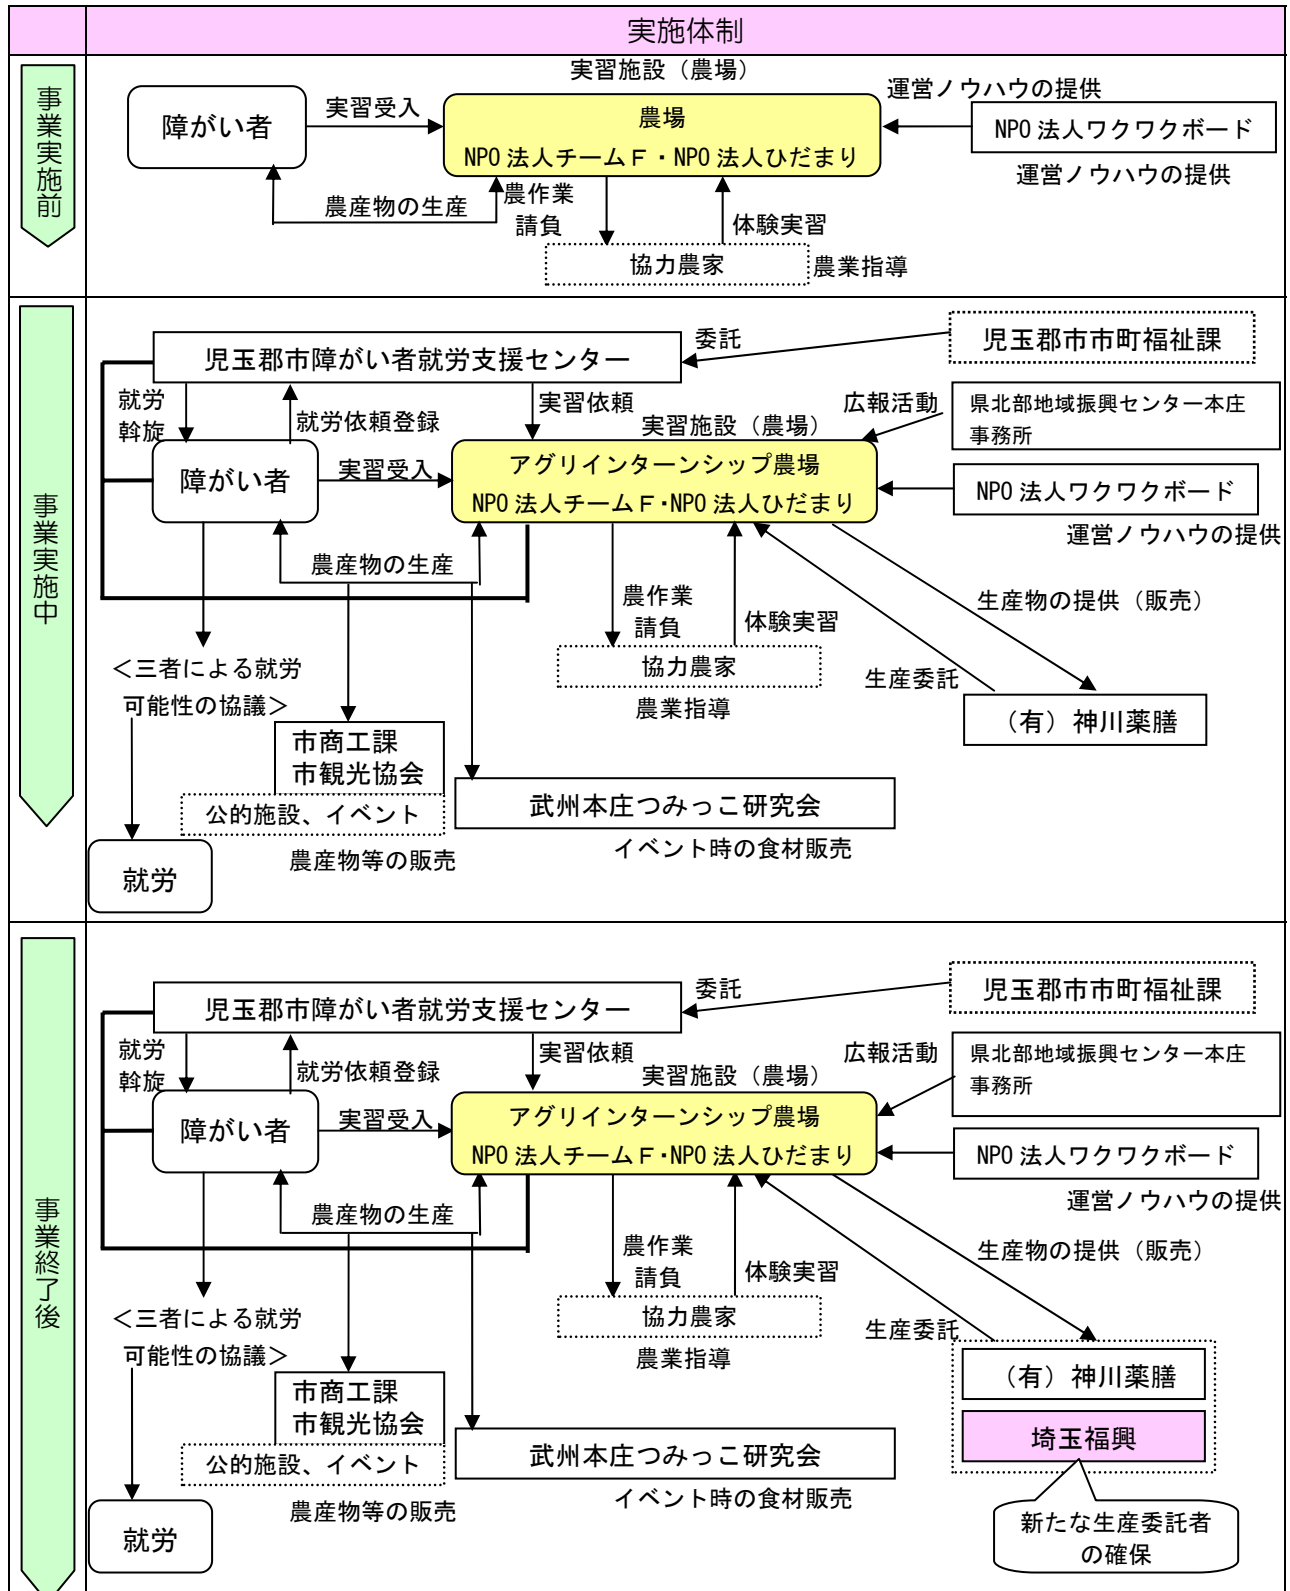 実施体制
事業実施前
実習施設（農場）
運営ノウハウの提供
障がい者
実習受入
農場
NPO 法人チームＦ・NPO 法人ひだまり
NPO 法人ワクワクボード
運営ノウハウの提供
農産物の生産
農作業
請負
体験実習
協力農家
農業指導
事業実施中
児玉郡市障がい者就労支援センター
委託
児玉郡市市町福祉課
就労
斡旋
就労依頼登録
実習依頼
広報活動
県北部地域振興センター本庄
事務所
実習施設（農場）
障がい者
実習受入
アグリインターンシップ農場
NPO 法人チームＦ・NPO 法人ひだまり
NPO 法人ワクワクボード
運営ノウハウの提供
農産物の生産
農作業
請負
体験実習
生産物の提供（販売）
＜三者による就労
可能性の協議＞
協力農家
農業指導
生産委託
（有）神川薬膳
市商工課
市観光協会
公的施設、イベント
農産物等の販売
武州本庄つみっこ研究会
イベント時の食材販売
就労
事業終了後
児玉郡市障がい者就労支援センター
委託
児玉郡市市町福祉課
就労
斡旋
就労依頼登録
実習依頼
広報活動
県北部地域振興センター本庄
事務所
実習施設（農場）
障がい者
実習受入
アグリインターンシップ農場
NPO 法人チームＦ・NPO 法人ひだまり
NPO 法人ワクワクボード
運営ノウハウの提供
農産物の生産
農作業
請負
体験実習
生産物の提供（販売）
＜三者による就労
可能性の協議＞
協力農家
農業指導
生産委託
（有）神川薬膳
埼玉福興
市商工課
市観光協会
公的施設、イベント
農産物等の販売
武州本庄つみっこ研究会
イベント時の食材販売
就労
新たな生産委託者
の確保